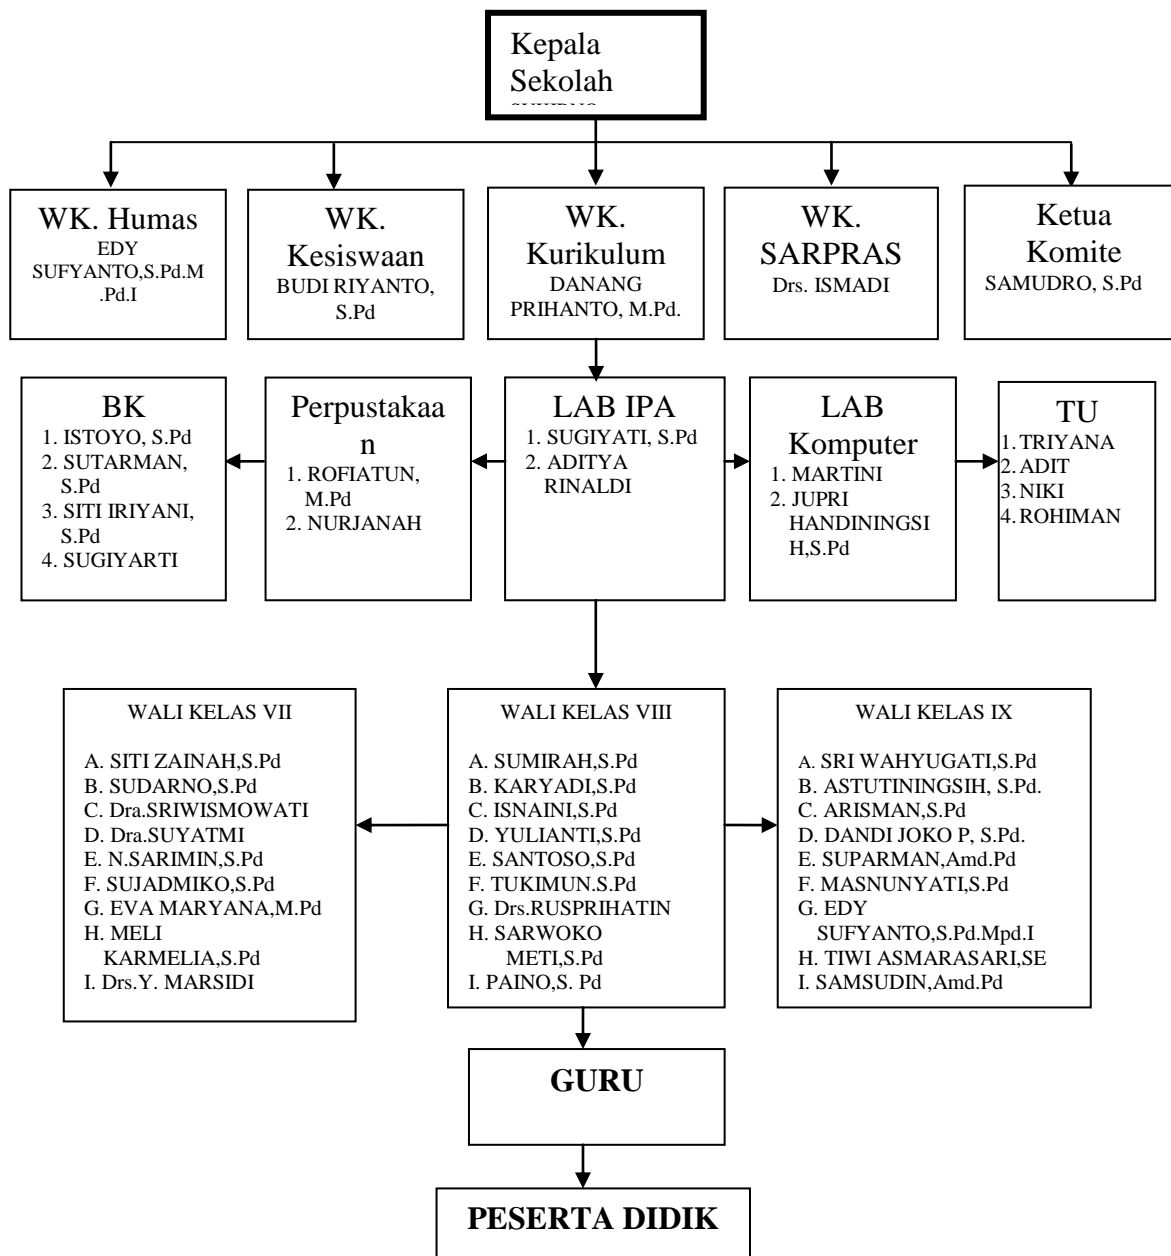 Kepala
Sekolah
WK. Humas
EDY
SUFYANTO,S.Pd.M
.Pd.I
WK.
Kesiswaan
BUDI RIYANTO,
S.Pd
WK.
Kurikulum
DANANG
PRIHANTO, M.Pd.
WK.
SARPRAS
Drs. ISMADI
Ketua
Komite
SAMUDRO, S.Pd
BK
1. ISTOYO, S.Pd
2. SUTARMAN,
S.Pd
3. SITI IRIYANI,
S.Pd
4. SUGIYARTI
Perpustakaa
n
1. ROFIATUN,
M.Pd
2. NURJANAH
LAB IPA
1. SUGIYATI, S.Pd
2. ADITYA
RINALDI
LAB
Komputer
1. MARTINI
2. JUPRI
HANDININGSI
H,S.Pd
TU
1. TRIYANA
2. ADIT
3. NIKI
4. ROHIMAN
WALI KELAS VII
A. SITI ZAINAH,S.Pd
B. SUDARNO,S.Pd
C. Dra.SRIWISMOWATI
D. Dra.SUYATMI
E. N.SARIMIN,S.Pd
F. SUJADMIKO,S.Pd
G. EVA MARYANA,M.Pd
H. MELI
KARMELIA,S.Pd
I. Drs.Y. MARSIDI
WALI KELAS VIII
A. SUMIRAH,S.Pd
B. KARYADI,S.Pd
C. ISNAINI,S.Pd
D. YULIANTI,S.Pd
E. SANTOSO,S.Pd
F. TUKIMUN.S.Pd
G. Drs.RUSPRIHATIN
H. SARWOKO
METI,S.Pd
I. PAINO,S. Pd
WALI KELAS IX
A. SRI WAHYUGATI,S.Pd
B. ASTUTININGSIH, S.Pd.
C. ARISMAN,S.Pd
D. DANDI JOKO P, S.Pd.
E. SUPARMAN,Amd.Pd
F. MASNUNYATI,S.Pd
G. EDY
SUFYANTO,S.Pd.Mpd.I
H. TIWI ASMARASARI,SE
I. SAMSUDIN,Amd.Pd
GURU
PESERTA DIDIK